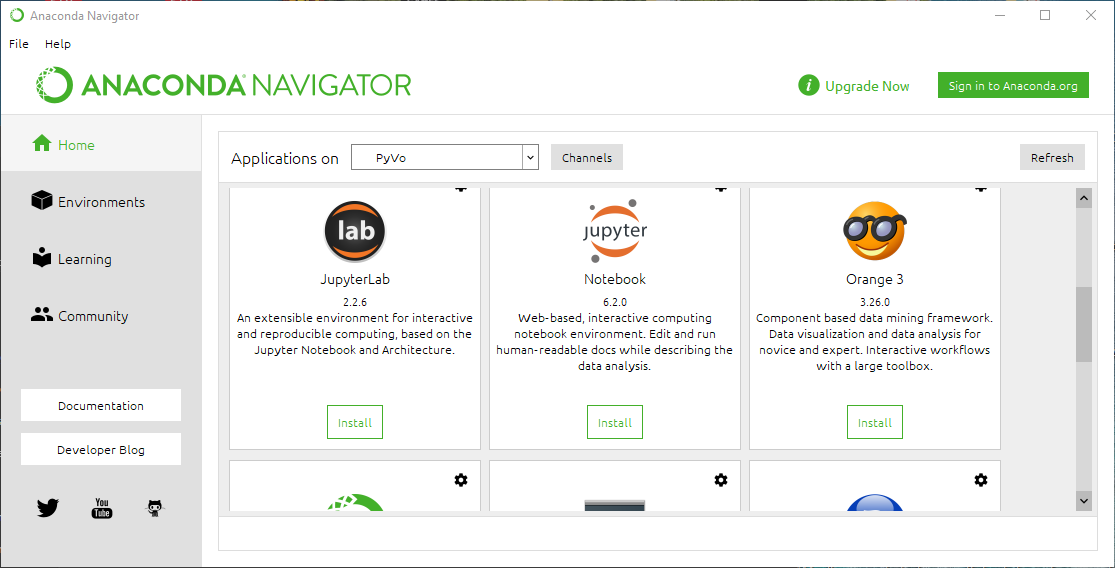 Anaconda Navigator
File Help
ANACONDA NAVIGATOR
i Upgrade Now
Sign in to Anaconda.org
Home
Environments
Learning
Community
Documentation
Developer Blog
You
Tube
Applications on PyVo Channels Refresh
lab
JupyterLab
2.2.6
An extensible environment for interactive
and reproducible computing, based on the
Jupyter Notebook and Architecture.
Install
jupyter
Notebook
6.2.0
Web-based, interactive computing
notebook environment. Edit and run
human-readable docs while describing the
data analysis.
Install
Orange 3
3.26.0
Component based data mining framework.
Data visualization and data analysis for
novice and expert. Interactive workflows
with a large toolbox.
Install